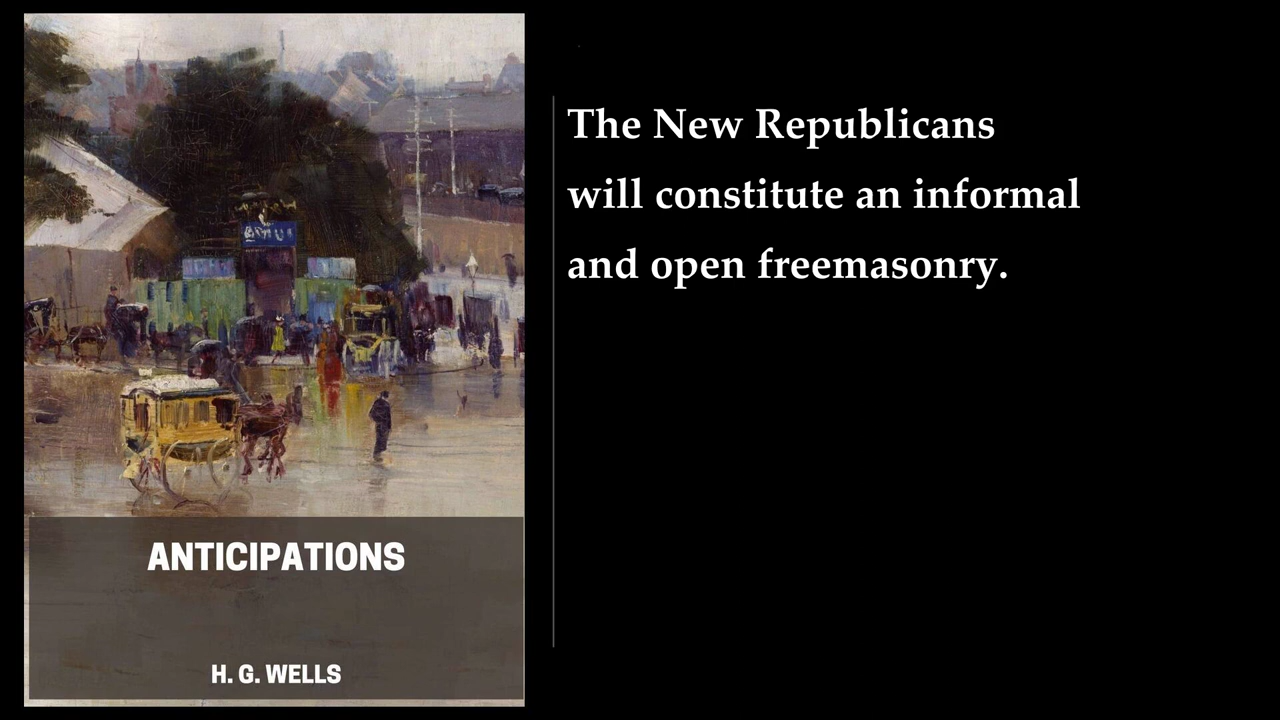 The New Republicans
will constitute an informal
and open freemasonry.
ANTICIPATIONS
H. G. WELLS